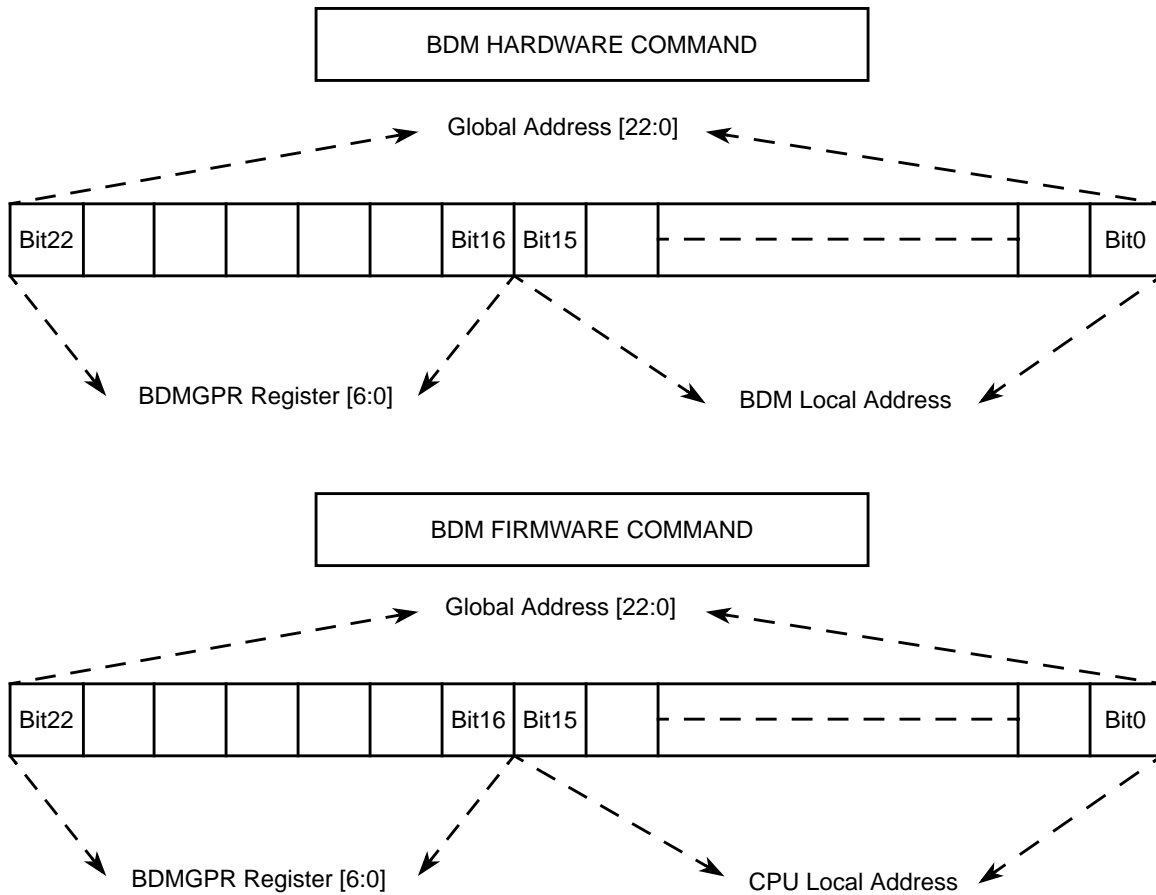 BDM HARDWARE COMMAND
Global Address [22:0]
Bit22 Bit16 Bit15 Bit0
BDMGPR Register [6:0] BDM Local Address
BDM FIRMWARE COMMAND
Global Address [22:0]
Bit22 Bit16 Bit15 Bit0
BDMGPR Register [6:0] CPU Local Address